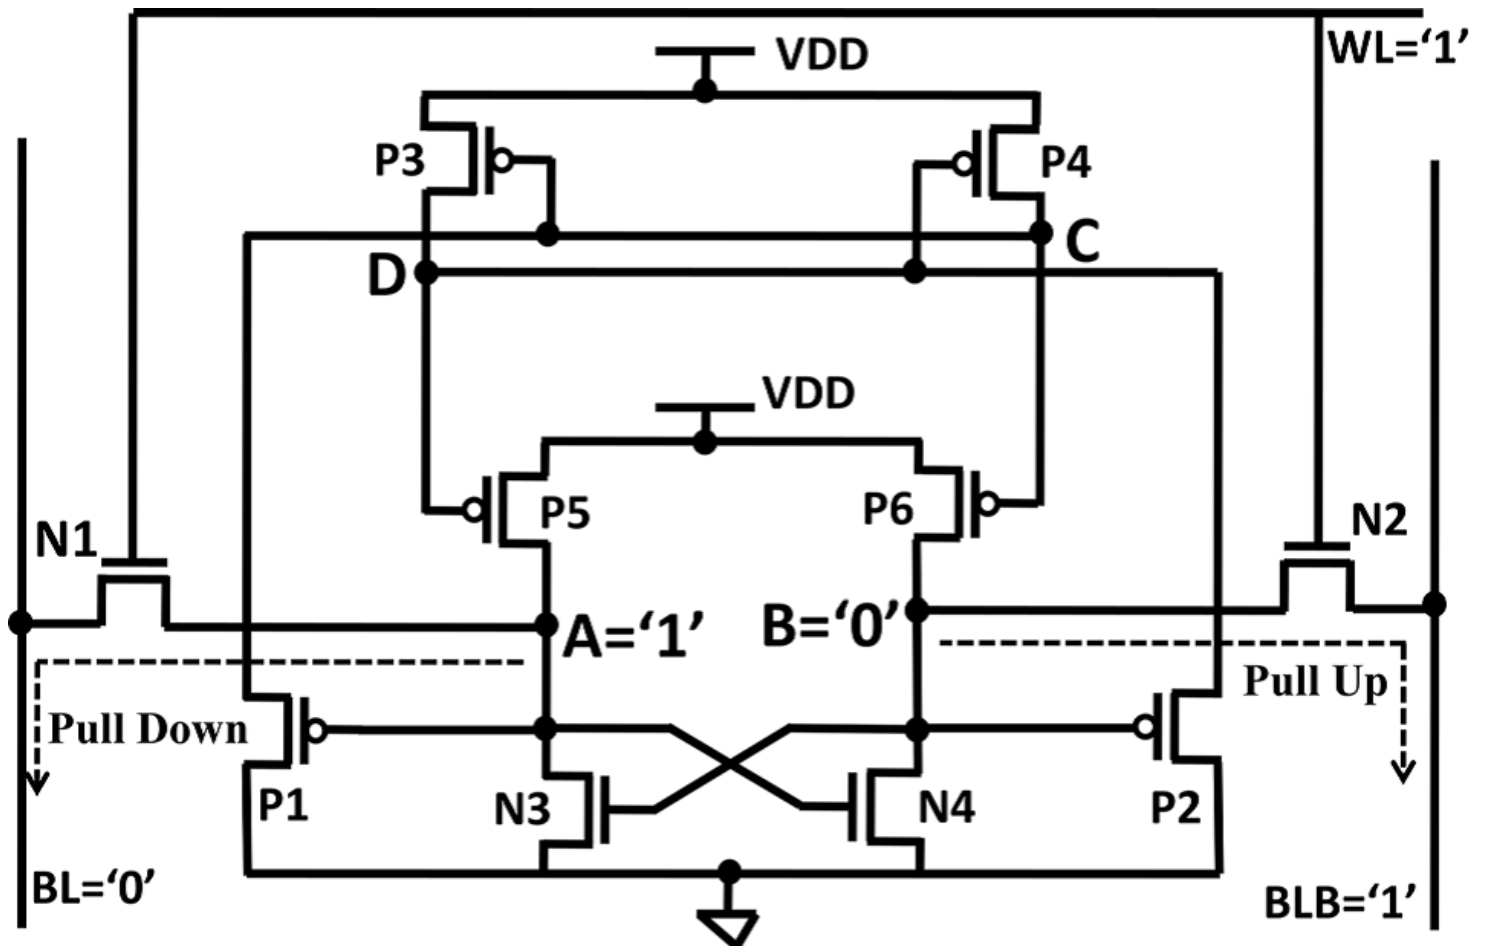 WL=‘1’
VDD
P3
P4
C
D
VDD
P5
P6
N1
N2
A=‘1’
B=‘0’
Pull Down
Pull Up
P1
N3
N4
P2
BL=‘0’
BLB=‘1’